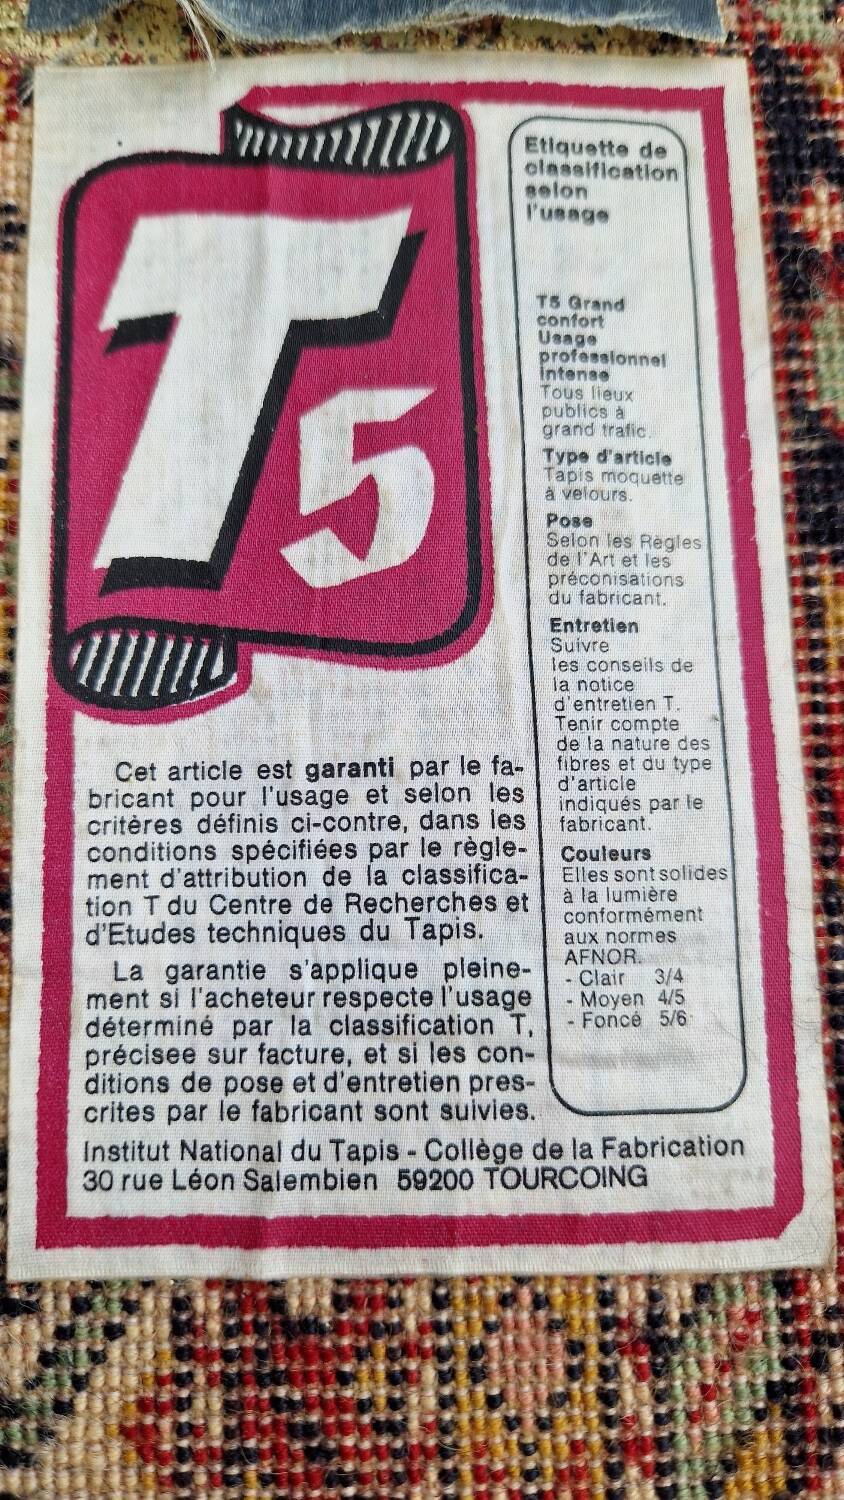 T5
Etiquette de
classification
selon
l'usage
T5 Grand
confort
Usage
professionnel
intense
Tous lieux
publics à
grand trafic.
Type d'article
Tapis moquette
à velours.
Pose
Selon les Règles
de l'Art et les
préconisations
du fabricant.
Entretien
Suivre
les conseils de
la notice
d'entretien T.
Tenir compte
de la nature des
fibres et du type
d'article
indiqués par le
fabricant.
Couleurs
Elles sont solides
à la lumière
conformément
aux normes
AFNOR.
- Clair 3/4
- Moyen 4/5
- Foncé 5/6
Cet article est garanti par le fa-
bricant pour l'usage et selon les
critères définis ci-contre, dans les
conditions spécifiées par le règle-
ment d'attribution de la classifica-
tion T du Centre de Recherches et
d'Etudes techniques du Tapis.
La garantie s'applique pleine-
ment si l'acheteur respecte l'usage
déterminé par la classification T,
précisee sur facture, et si les con-
ditions de pose et d'entretien pres-
crites par le fabricant sont suivies.
Institut National du Tapis - Collège de la Fabrication
30 rue Léon Salembien 59200 TOURCOING